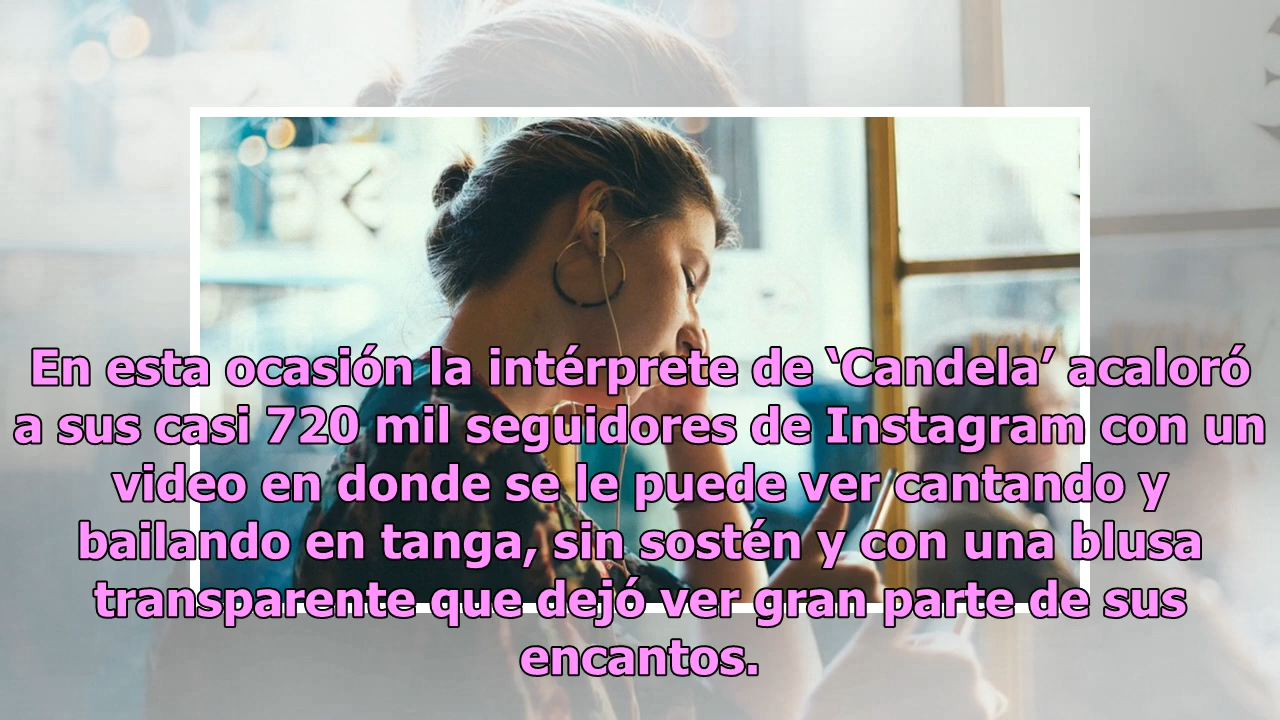 En esta ocasión la intérprete de ‘Candela’ acaloró
a sus casi 720 mil seguidores de Instagram con un
video en donde se le puede ver cantando y
bailando en tanga, sin sostén y con una blusa
transparente que dejó ver gran parte de sus
encantos.